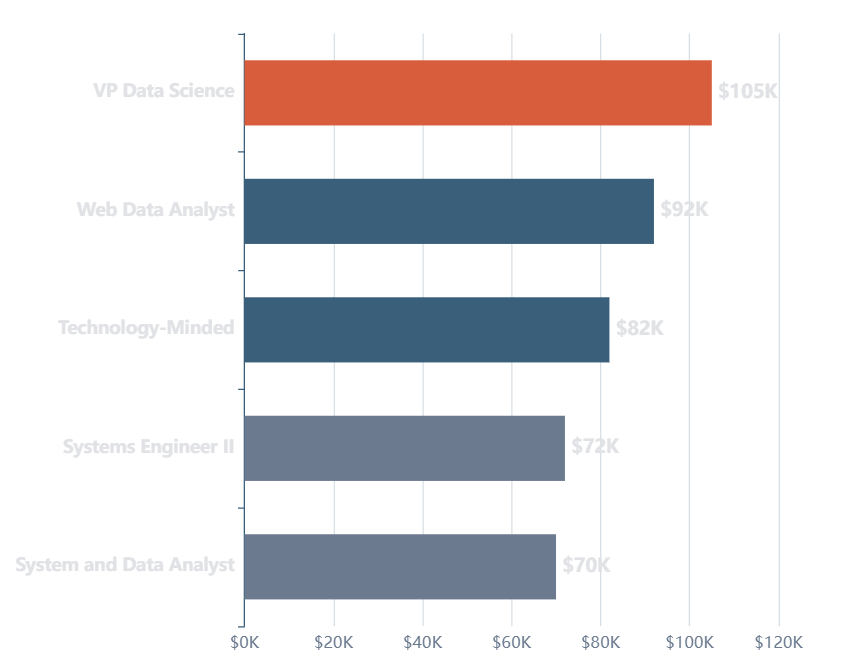 VP Data Science $105K
Web Data Analyst $92K
Technology-Minded $82K
Systems Engineer II $72K
System and Data Analyst $70K
$0K $20K $40K $60K $80K $100K $120K